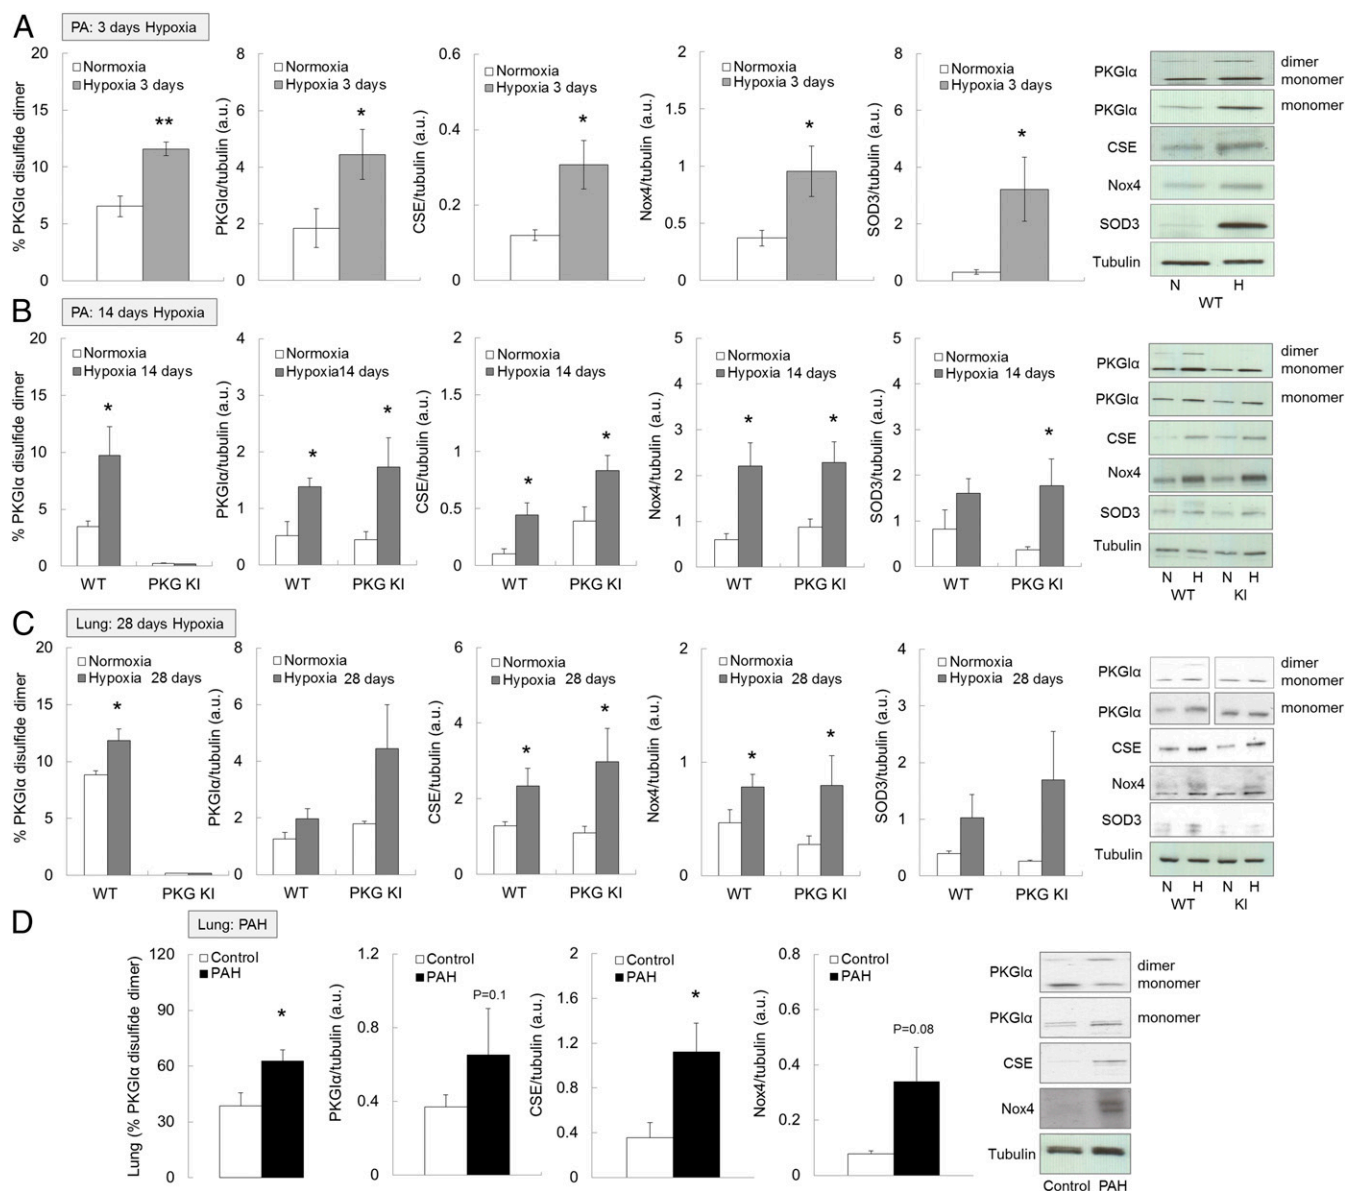 A
PA: 3 days Hypoxia
% PKGIα disulfide dimer
20
15
10
5
0
Normoxia
Hypoxia 3 days
**
PKGIα/tubulin (a.u.)
8
6
4
2
0
Normoxia
Hypoxia 3 days
*
CSE/tubulin (a.u.)
0.6
0.4
0.2
0
Normoxia
Hypoxia 3 days
*
Nox4/tubulin (a.u.)
2
1.5
1
0.5
0
Normoxia
Hypoxia 3 days
*
SOD3/tubulin (a.u.)
8
6
4
2
0
Normoxia
Hypoxia 3 days
*
PKGIα
dimer
monomer
PKGIα
monomer
CSE
Nox4
SOD3
Tubulin
N H
WT
B
PA: 14 days Hypoxia
% PKGIα disulfide dimer
20
15
10
5
0
Normoxia
Hypoxia 14 days
*
WT PKG KI
PKGIα/tubulin (a.u.)
4
3
2
1
0
Normoxia
Hypoxia14 days
* *
WT PKG KI
CSE/tubulin (a.u.)
2
1.5
1
0.5
0
Normoxia
Hypoxia 14 days
* *
WT PKG KI
Nox4/tubulin (a.u.)
5
4
3
2
1
0
Normoxia
Hypoxia 14 days
* *
WT PKG KI
SOD3/tubulin (a.u.)
5
4
3
2
1
0
Normoxia
Hypoxia 14 days
*
WT PKG KI
PKGIα
dimer
monomer
PKGIα
monomer
CSE
Nox4
SOD3
Tubulin
N H N H
WT KI
C
Lung: 28 days Hypoxia
% PKGIα disulfide dimer
20
15
10
5
0
Normoxia
Hypoxia 28 days
*
WT PKG KI
PKGIα/tubulin (a.u.)
8
6
4
2
0
Normoxia
Hypoxia 28 days
WT PKG KI
CSE/tubulin (a.u.)
6
4
2
0
Normoxia
Hypoxia 28 days
* *
WT PKG KI
Nox4/tubulin (a.u.)
2
1
0
Normoxia
Hypoxia 28 days
* *
WT PKG KI
SOD3/tubulin (a.u.)
4
3
2
1
0
Normoxia
Hypoxia 28 days
WT PKG KI
PKGIα
dimer
monomer
PKGIα
monomer
CSE
Nox4
SOD3
Tubulin
N H N H
WT KI
D
Lung: PAH
Lung (% PKGIα disulfide dimer)
120
90
60
30
0
Control
PAH
*
PKGIα/tubulin (a.u.)
1.2
0.8
0.4
0
Control
PAH
P=0.1
CSE/tubulin (a.u.)
2
1.6
1.2
0.8
0.4
0
Control
PAH
*
Nox4/tubulin (a.u.)
0.8
0.6
0.4
0.2
0
Control
PAH
P=0.08
PKGIα
dimer
monomer
PKGIα
monomer
CSE
Nox4
Tubulin
Control PAH